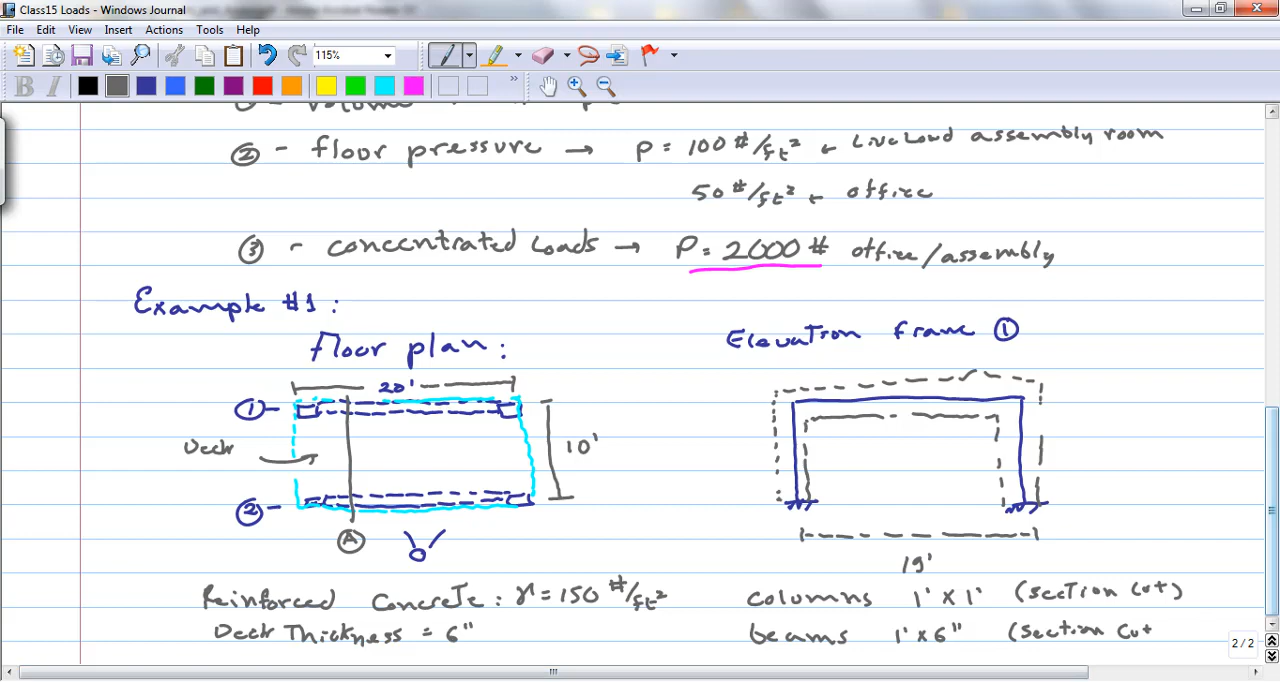 Class15 Loads - Windows Journal
File Edit View Insert Actions Tools Help
115%
B I
① - volume
② - floor pressure → P = 100 #/ft² ← Live Load assembly room
50 #/ft² ← office
③ - concentrated Loads → P = 2000 # office/assembly
Example #1:
floor plan:
Elevation frame ①
20'
①
Deck
10'
②
A
19'
Reinforced Concrete: γ = 150 #/ft²
columns 1' x 1' (section cut)
Deck Thickness = 6"
beams 1' x 6" (section cut
2 / 2